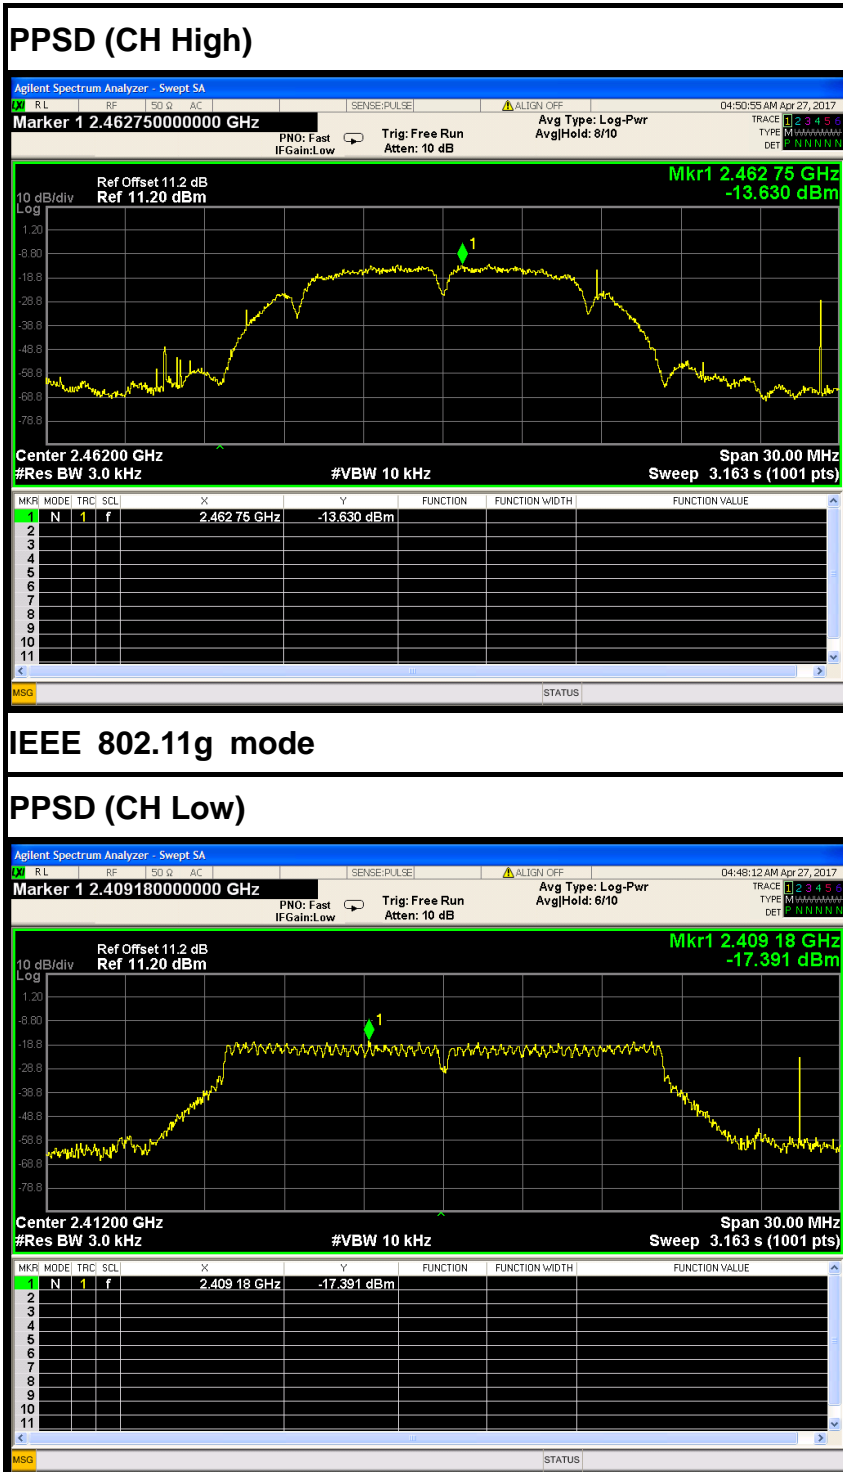 PPSD (CH High)
Agilent Spectrum Analyzer - Swept SA
LXI RL RF 50 Ω AC SENSE:PULSE ALIGN OFF 04:50:55 AM Apr 27, 2017
Marker 1 2.462750000000 GHz
PNO: Fast
IFGain:Low
Trig: Free Run
Atten: 10 dB
Avg Type: Log-Pwr
Avg|Hold: 8/10
TRACE 1 2 3 4 5 6
TYPE M WWWWW
DET P N N N N N
Mkr1 2.462 75 GHz
-13.630 dBm
Ref Offset 11.2 dB
10 dB/div Ref 11.20 dBm
Log
1
1.20
-8.80
-18.8
-28.8
-38.8
-48.8
-58.8
-68.8
-78.8
Center 2.46200 GHz Span 30.00 MHz
#Res BW 3.0 kHz #VBW 10 kHz Sweep 3.163 s (1001 pts)
MKR MODE TRC SCL X Y FUNCTION FUNCTION WIDTH FUNCTION VALUE
1 N 1 f 2.462 75 GHz -13.630 dBm
2
3
4
5
6
7
8
9
10
11
MSG STATUS
IEEE 802.11g mode
PPSD (CH Low)
Agilent Spectrum Analyzer - Swept SA
LXI RL RF 50 Ω AC SENSE:PULSE ALIGN OFF 04:48:12 AM Apr 27, 2017
Marker 1 2.409180000000 GHz
PNO: Fast
IFGain:Low
Trig: Free Run
Atten: 10 dB
Avg Type: Log-Pwr
Avg|Hold: 6/10
TRACE 1 2 3 4 5 6
TYPE M WWWWW
DET P N N N N N
Mkr1 2.409 18 GHz
-17.391 dBm
Ref Offset 11.2 dB
10 dB/div Ref 11.20 dBm
Log
1
1.20
-8.80
-18.8
-28.8
-38.8
-48.8
-58.8
-68.8
-78.8
Center 2.41200 GHz Span 30.00 MHz
#Res BW 3.0 kHz #VBW 10 kHz Sweep 3.163 s (1001 pts)
MKR MODE TRC SCL X Y FUNCTION FUNCTION WIDTH FUNCTION VALUE
1 N 1 f 2.409 18 GHz -17.391 dBm
2
3
4
5
6
7
8
9
10
11
MSG STATUS